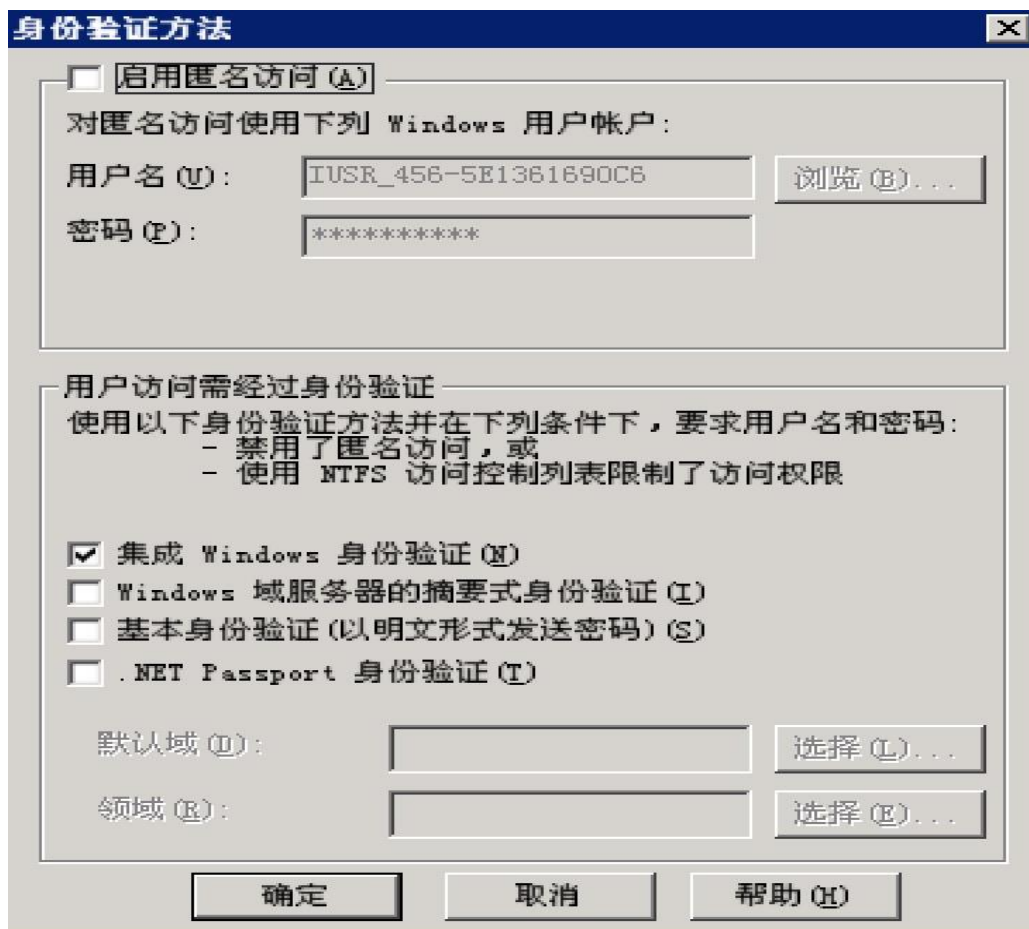 身份验证方法
启用匿名访问(A)
对匿名访问使用下列 Windows 用户帐户:
用户名(U): IUSR_456-5E1361690C6 浏览(B)...
密码(P): **********
用户访问需经过身份验证
使用以下身份验证方法并在下列条件下，要求用户名和密码:
- 禁用了匿名访问，或
- 使用 NTFS 访问控制列表限制了访问权限
集成 Windows 身份验证(N)
Windows 域服务器的摘要式身份验证(I)
基本身份验证(以明文形式发送密码)(S)
.NET Passport 身份验证(T)
默认域(D): 选择(L)...
领域(R): 选择(E)...
确定 取消 帮助(H)